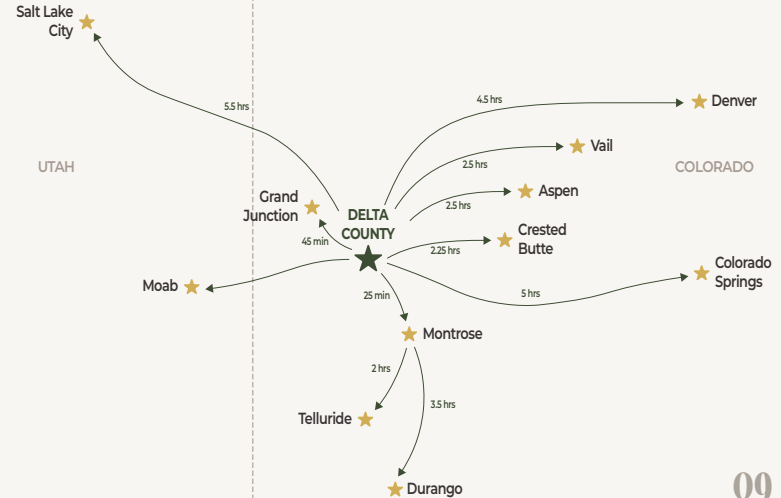 Salt Lake
City
5.5 hrs
4.5 hrs
Denver
Vail
2.5 hrs
UTAH
COLORADO
Aspen
2.5 hrs
Grand
Junction
DELTA
COUNTY
45 min
Crested
Butte
2.25 hrs
Colorado
Springs
Moab
25 min
5 hrs
Montrose
2 hrs
3.5 hrs
Telluride
Durango
09